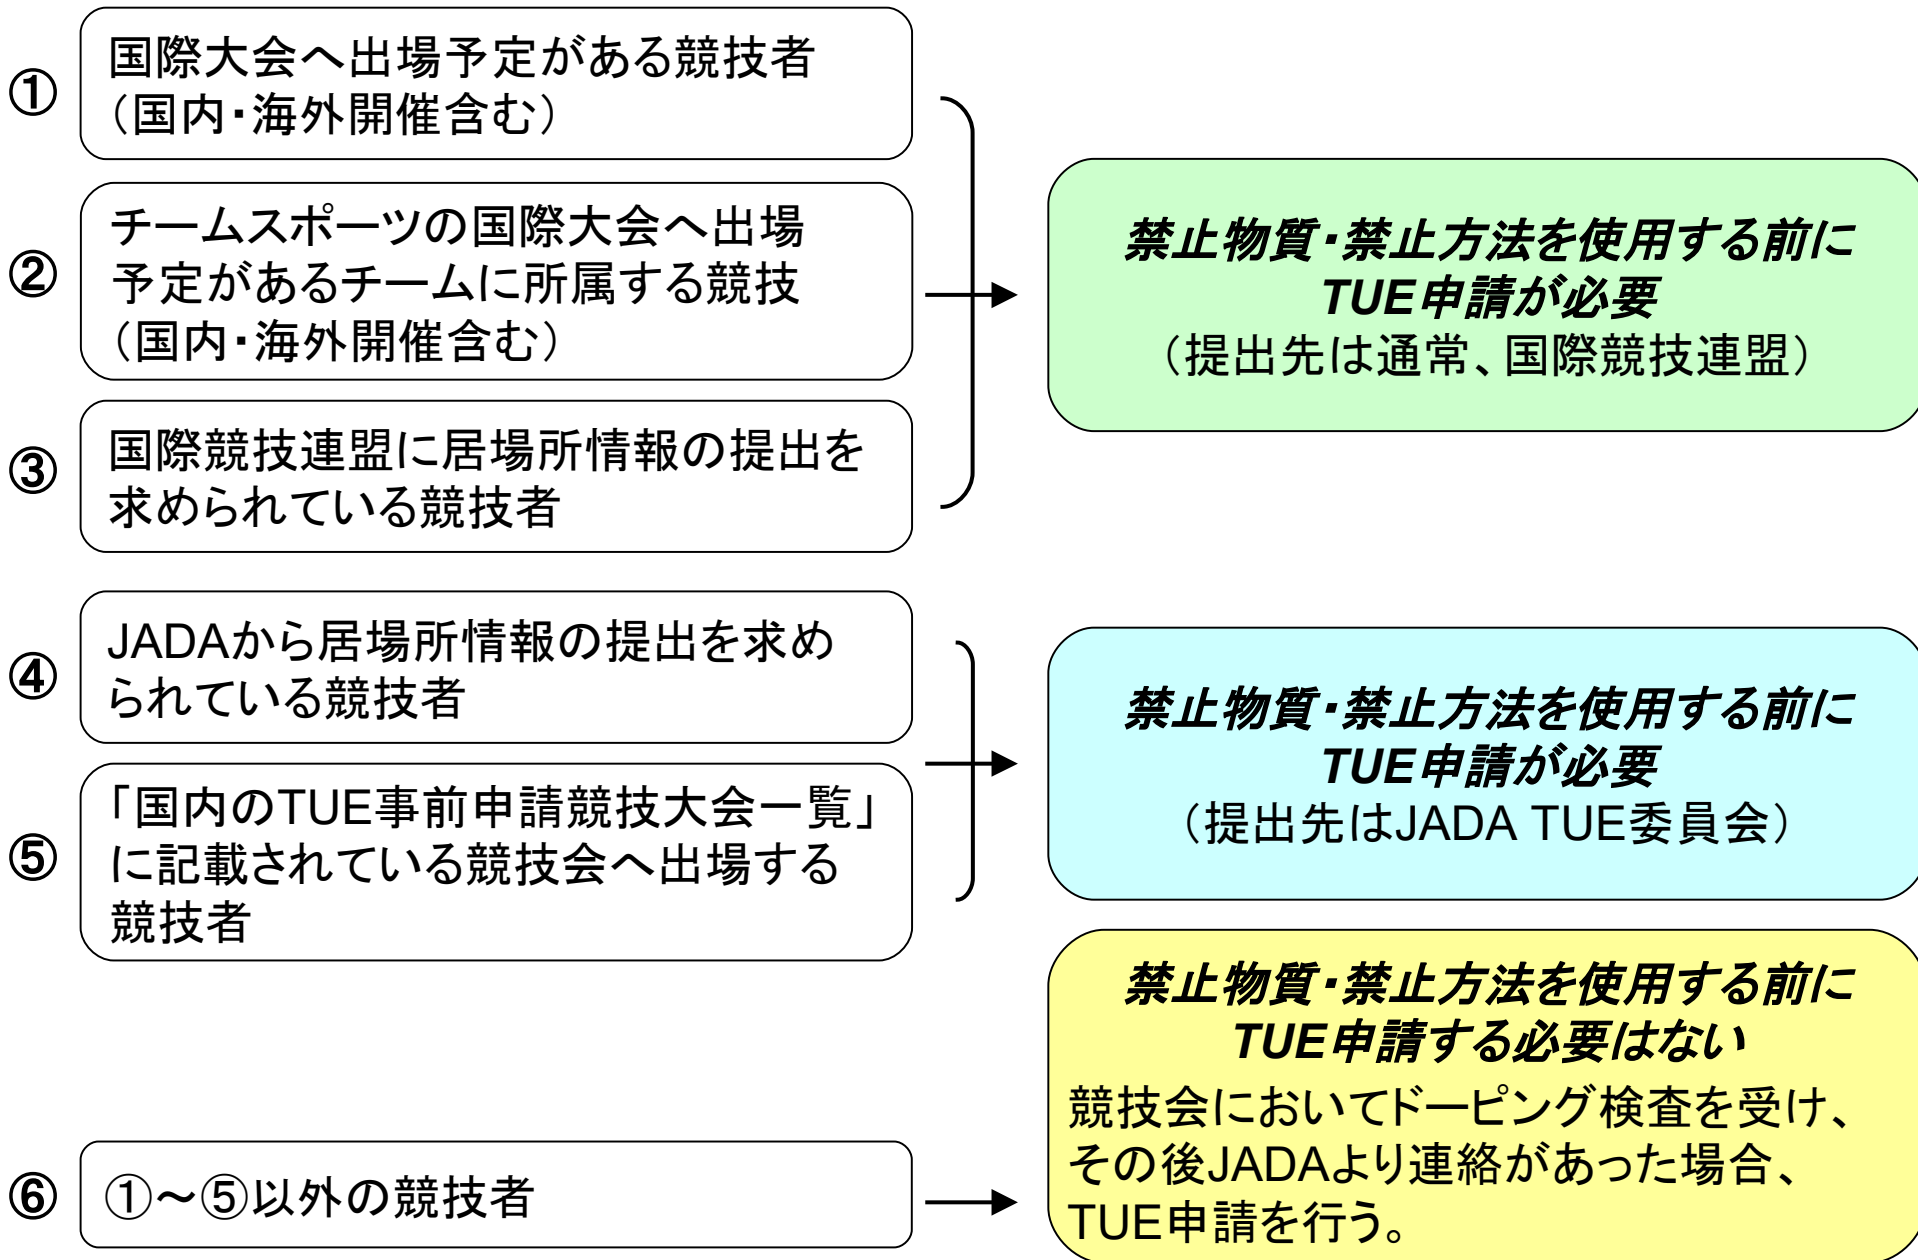 ①
国際大会へ出場予定がある競技者
（国内・海外開催含む）
②
チームスポーツの国際大会へ出場
予定があるチームに所属する競技
（国内・海外開催含む）
③
国際競技連盟に居場所情報の提出を
求められている競技者
禁止物質・禁止方法を使用する前に
TUE申請が必要
（提出先は通常、国際競技連盟）
④
JADAから居場所情報の提出を求め
られている競技者
⑤
「国内のTUE事前申請競技大会一覧」
に記載されている競技会へ出場する
競技者
禁止物質・禁止方法を使用する前に
TUE申請が必要
（提出先はJADA TUE委員会）
⑥
①～⑤以外の競技者
禁止物質・禁止方法を使用する前に
TUE申請する必要はない
競技会においてドーピング検査を受け、
その後JADAより連絡があった場合、
TUE申請を行う。